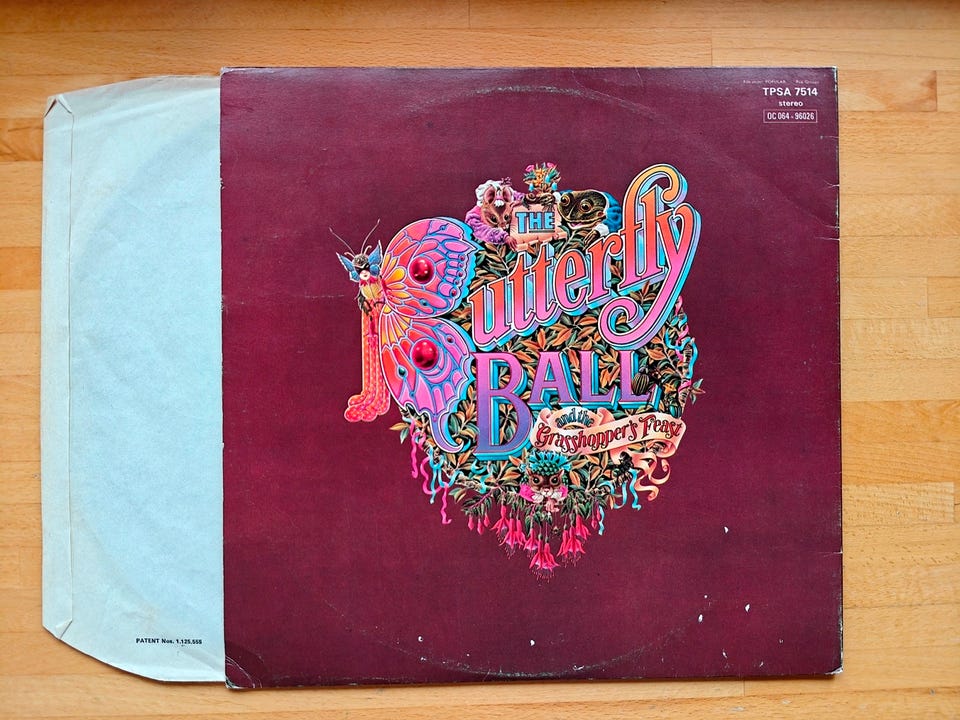 TPSA 7514
stereo
OC 064 - 96026
THE
Butterfly
BALL
and the
Grasshopper's Feast
PATENT Nos. 1,125,555